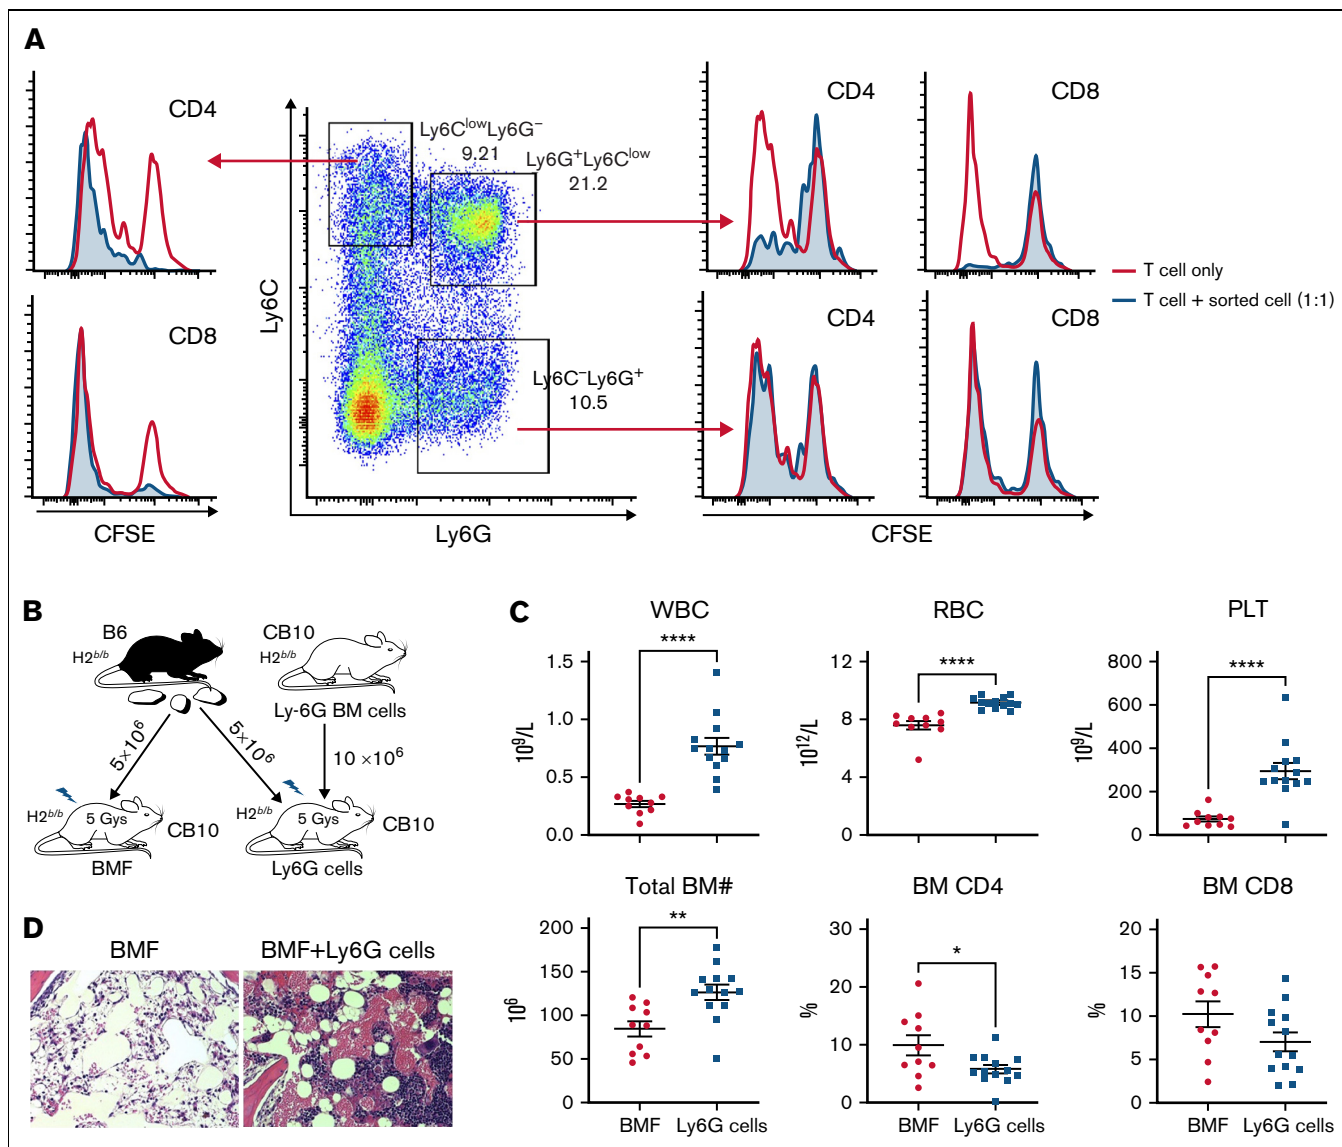 A
CD4
CD8
CFSE
Ly6C
Ly6G
Ly6C^lowLy6G^−
9.21
Ly6G^+Ly6C^low
21.2
Ly6C^−Ly6G^+
10.5
CD4
CD8
CD4
CD8
CFSE
T cell only
T cell + sorted cell (1:1)
B
B6
H2^b/b
CB10
H2^b/b
Ly-6G BM cells
5×10^6
5×10^6
10 ×10^6
H2^b/b
5 Gys
CB10
BMF
H2^b/b
5 Gys
CB10
Ly6G cells
C
WBC
****
10^9/L
1.5
1.0
0.5
0.0
RBC
****
10^12/L
12
8
4
0
PLT
****
10^9/L
800
600
400
200
0
Total BM#
**
10^6
200
150
100
50
0
BMF
Ly6G cells
BM CD4
*
%
30
20
10
0
BMF
Ly6G cells
BM CD8
%
20
15
10
5
0
BMF
Ly6G cells
D
BMF
BMF+Ly6G cells